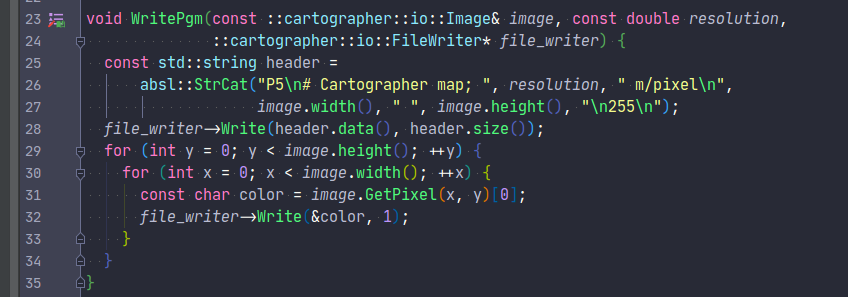 23 void WritePgm(const ::cartographer::io::Image& image, const double resolution,
24 ::cartographer::io::FileWriter* file_writer) {
25 const std::string header =
26 absl::StrCat("P5\n# Cartographer map; ", resolution, " m/pixel\n",
27 image.width(), " ", image.height(), "\n255\n");
28 file_writer->Write(header.data(), header.size());
29 for (int y = 0; y < image.height(); ++y) {
30 for (int x = 0; x < image.width(); ++x) {
31 const char color = image.GetPixel(x, y)[0];
32 file_writer->Write(&color, 1);
33 }
34 }
35 }